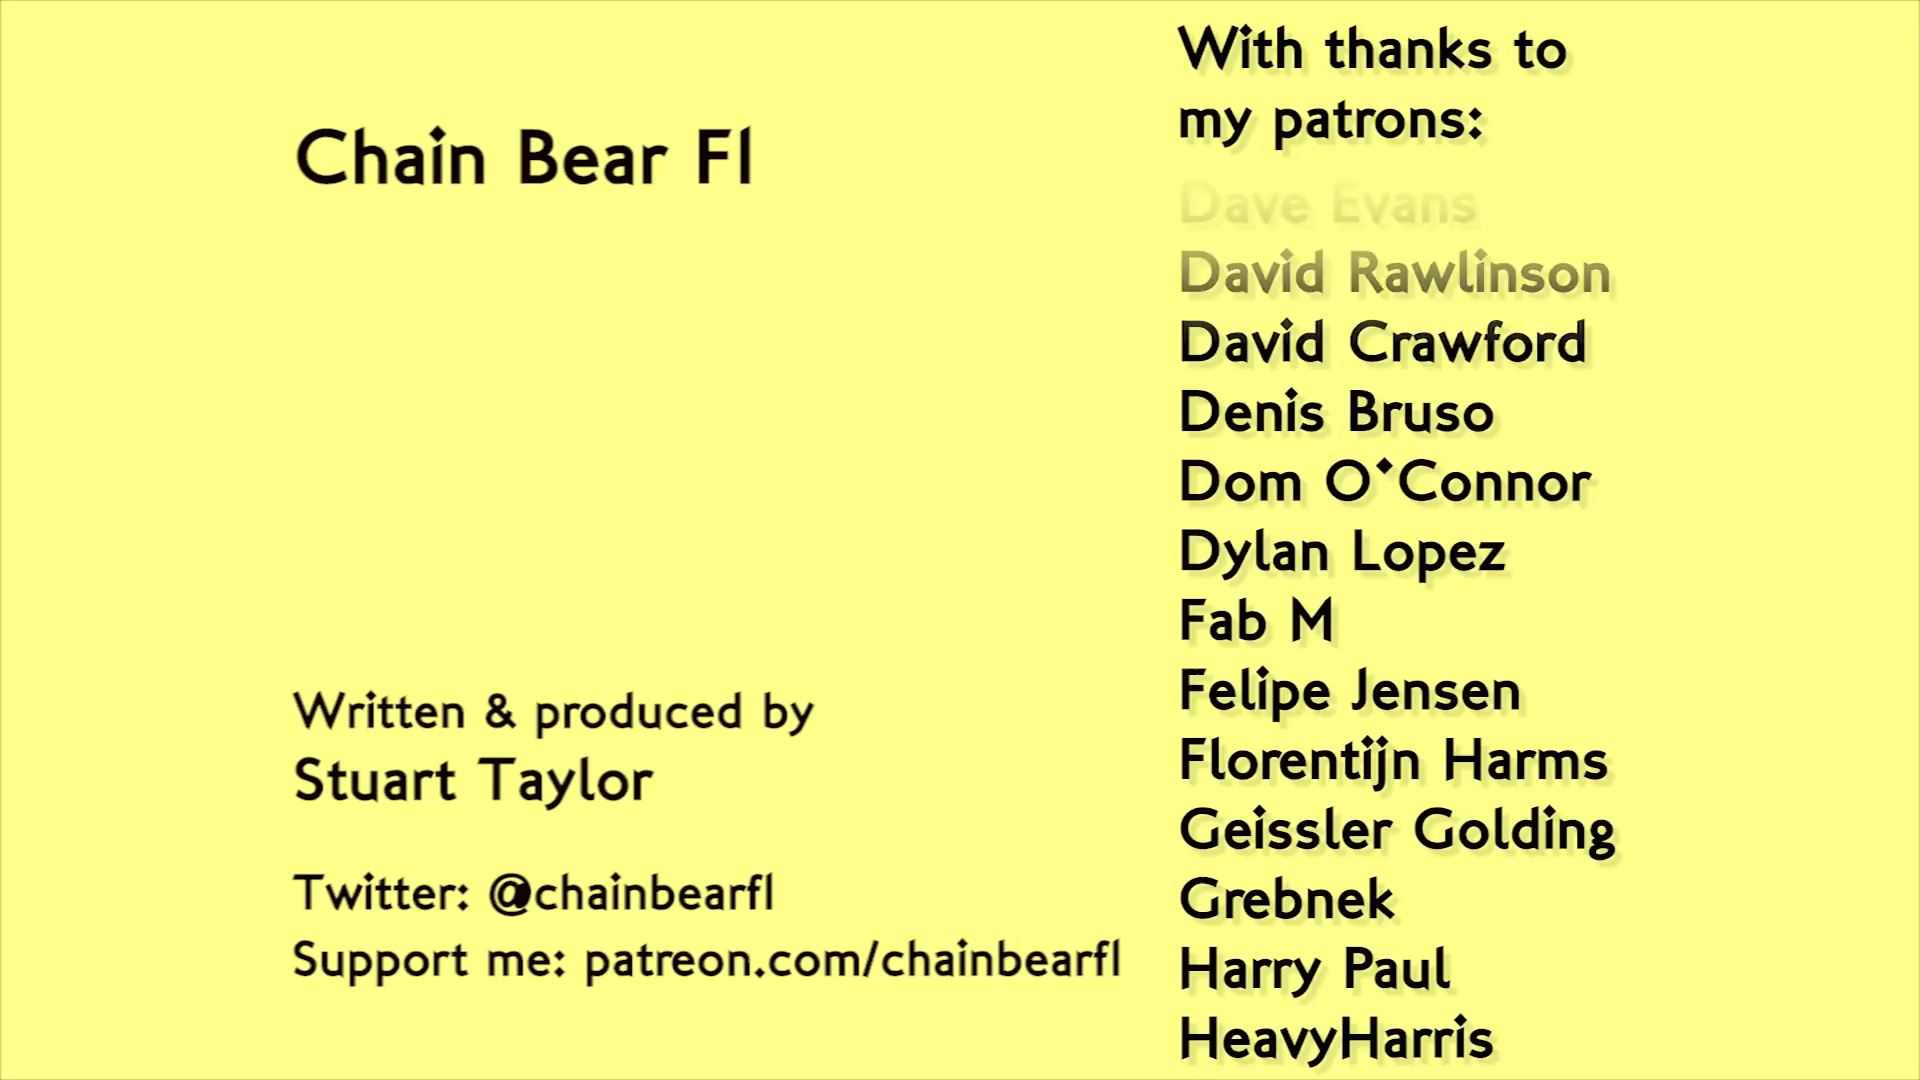 Chain Bear F1
Written & produced by
Stuart Taylor
Twitter: @chainbearf1
Support me: patreon.com/chainbearf1
With thanks to
my patrons:
Dave Evans
David Rawlinson
David Crawford
Denis Bruso
Dom O'Connor
Dylan Lopez
Fab M
Felipe Jensen
Florentijn Harms
Geissler Golding
Grebnek
Harry Paul
HeavyHarris